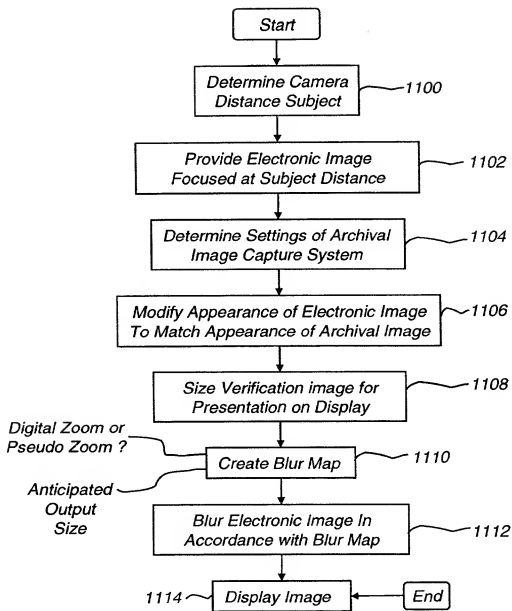 Start
Determine Camera
Distance Subject
1100
Provide Electronic Image
Focused at Subject Distance
1102
Determine Settings of Archival
Image Capture System
1104
Modify Appearance of Electronic Image
To Match Appearance of Archival Image
1106
Size Verification image for
Presentation on Display
1108
Digital Zoom or
Pseudo Zoom ?
Create Blur Map
1110
Anticipated
Output
Size
Blur Electronic Image In
Accordance with Blur Map
1112
1114
Display Image
End